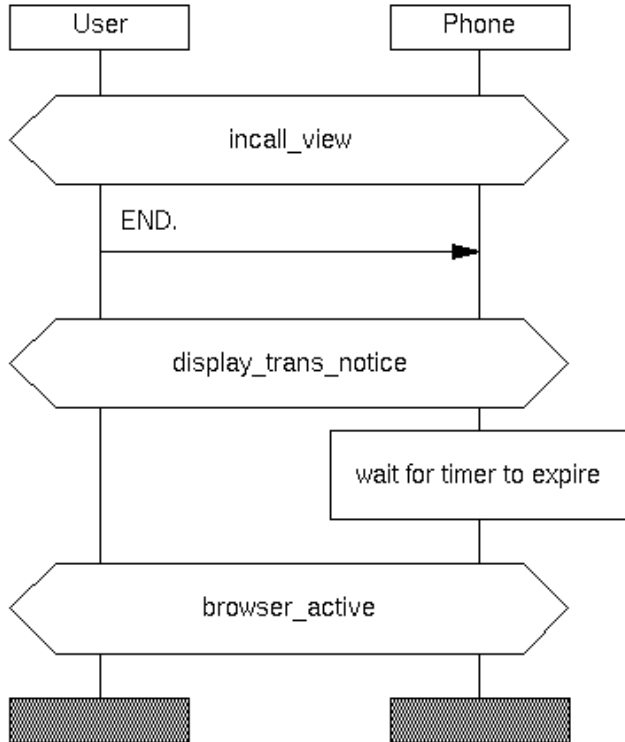 User
Phone
incall_view
END.
display_trans_notice
wait for timer to expire
browser_active